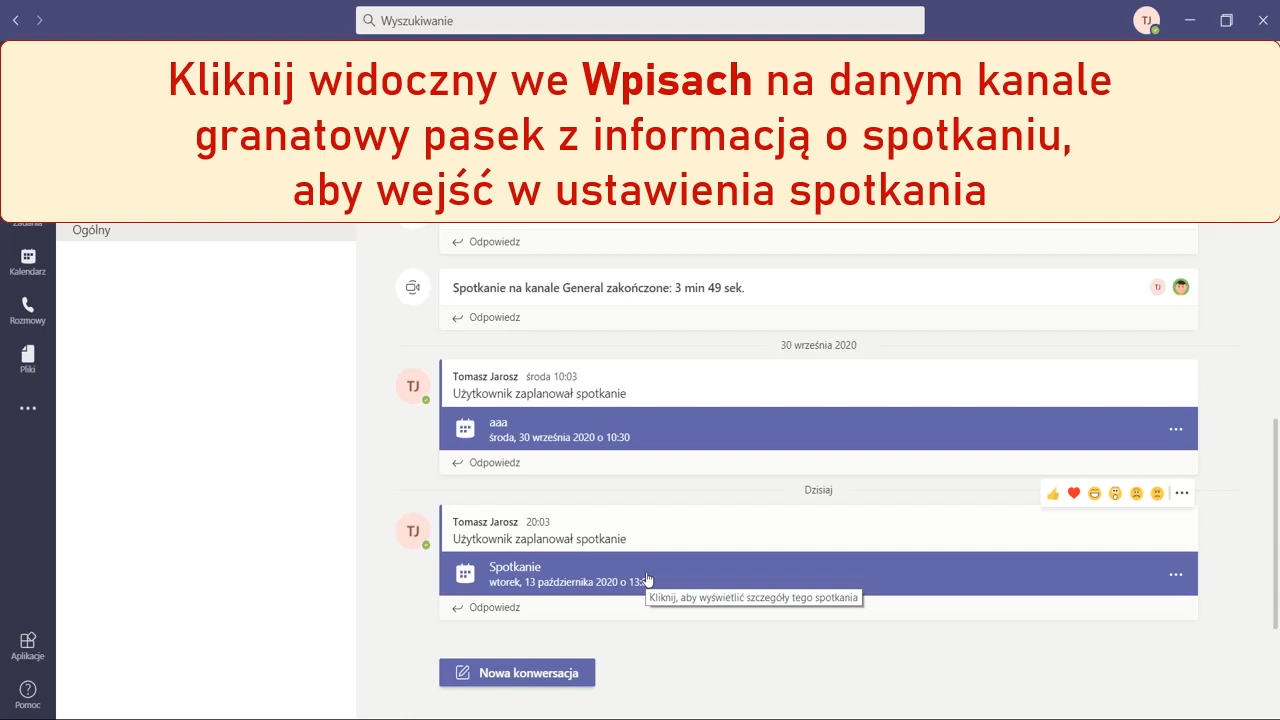 Wyszukiwanie
TJ
Kliknij widoczny we Wpisach na danym kanale
granatowy pasek z informacją o spotkaniu,
aby wejść w ustawienia spotkania
Ogólny
Kalendarz
Rozmowy
Pliki
Aplikacje
Pomoc
Odpowiedz
Spotkanie na kanale General zakończone: 3 min 49 sek.
TJ
Odpowiedz
30 września 2020
TJ
Tomasz Jarosz środa 10:03
Użytkownik zaplanował spotkanie
aaa
środa, 30 września 2020 o 10:30
Odpowiedz
Dzisiaj
TJ
Tomasz Jarosz 20:03
Użytkownik zaplanował spotkanie
Spotkanie
wtorek, 13 października 2020 o
Kliknij, aby wyświetlić szczegóły tego spotkania
Odpowiedz
Nowa konwersacja